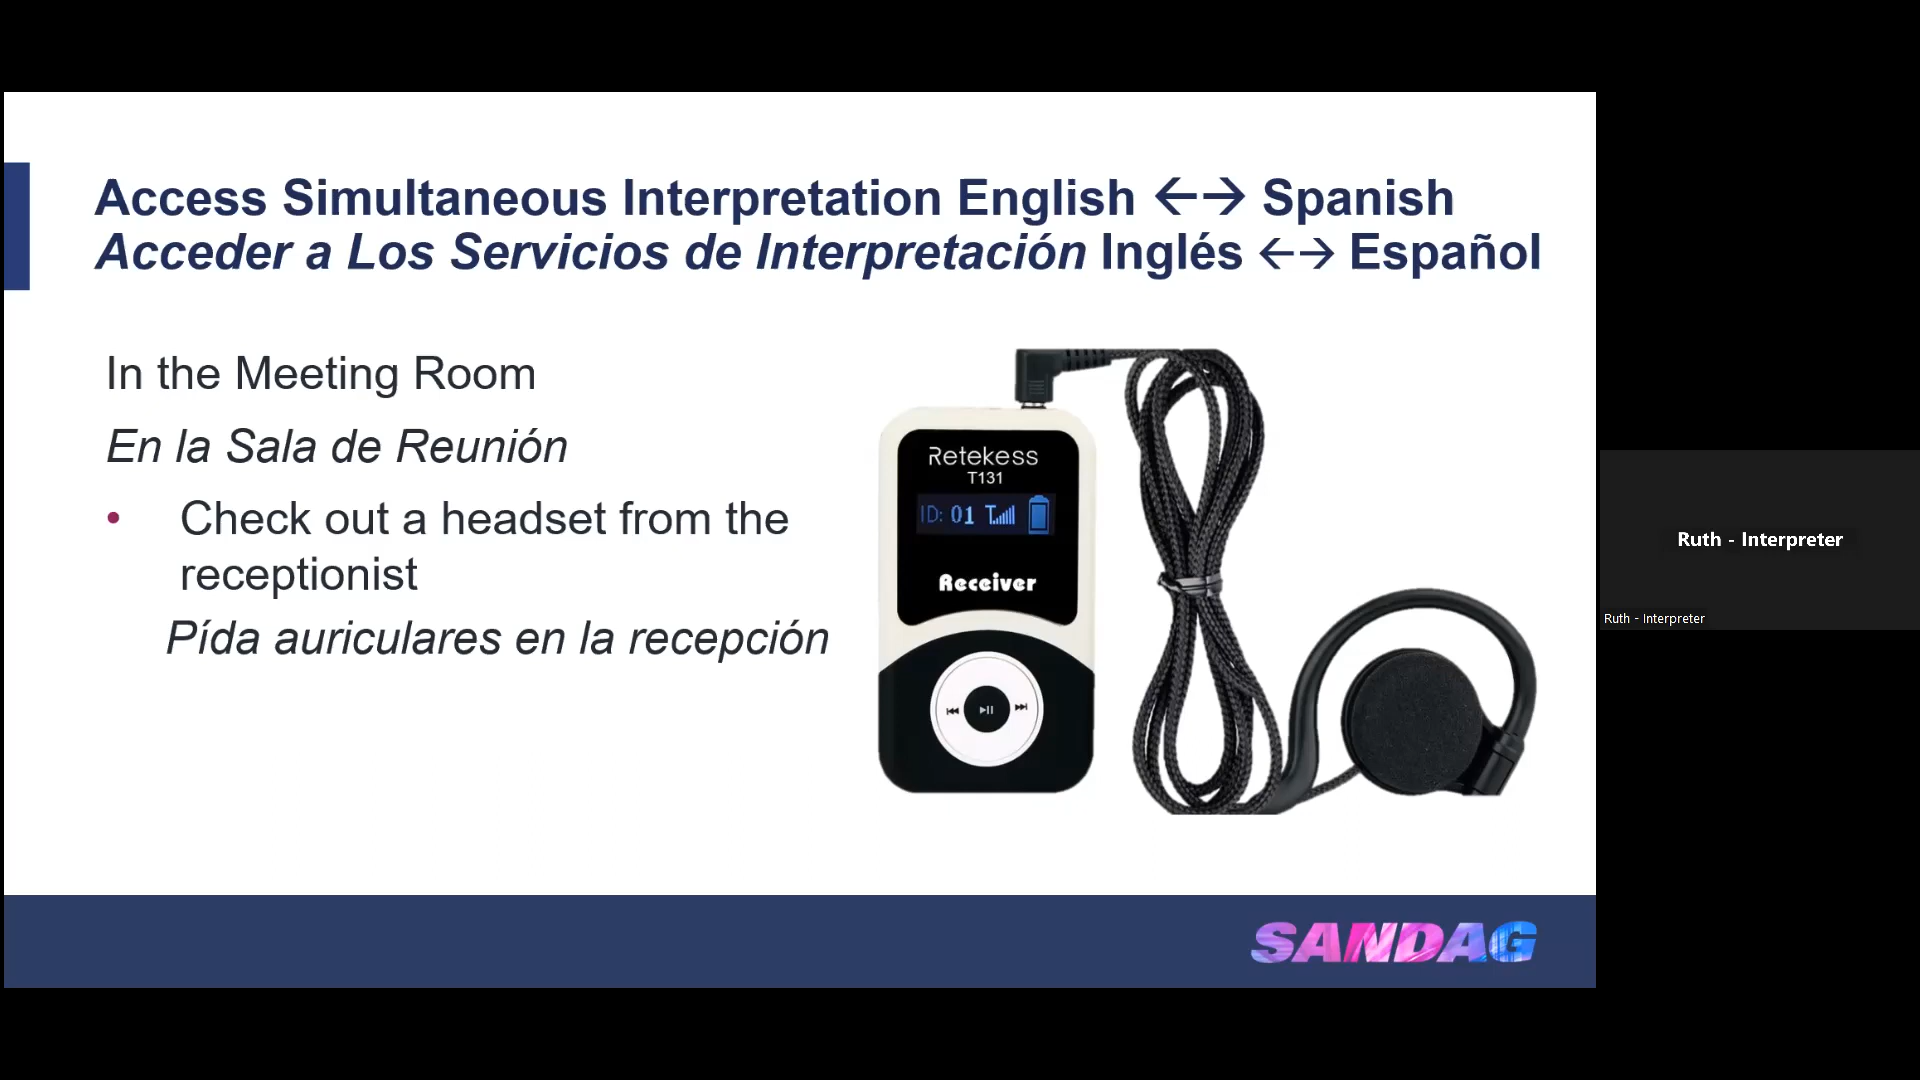 Access Simultaneous Interpretation English ←→ Spanish
Acceder a Los Servicios de Interpretación Inglés ←→ Español
In the Meeting Room
En la Sala de Reunión
• Check out a headset from the
receptionist
Pída auriculares en la recepción
Retekess
T131
ID: 01
Receiver
SANDAG
Ruth - Interpreter
Ruth - Interpreter